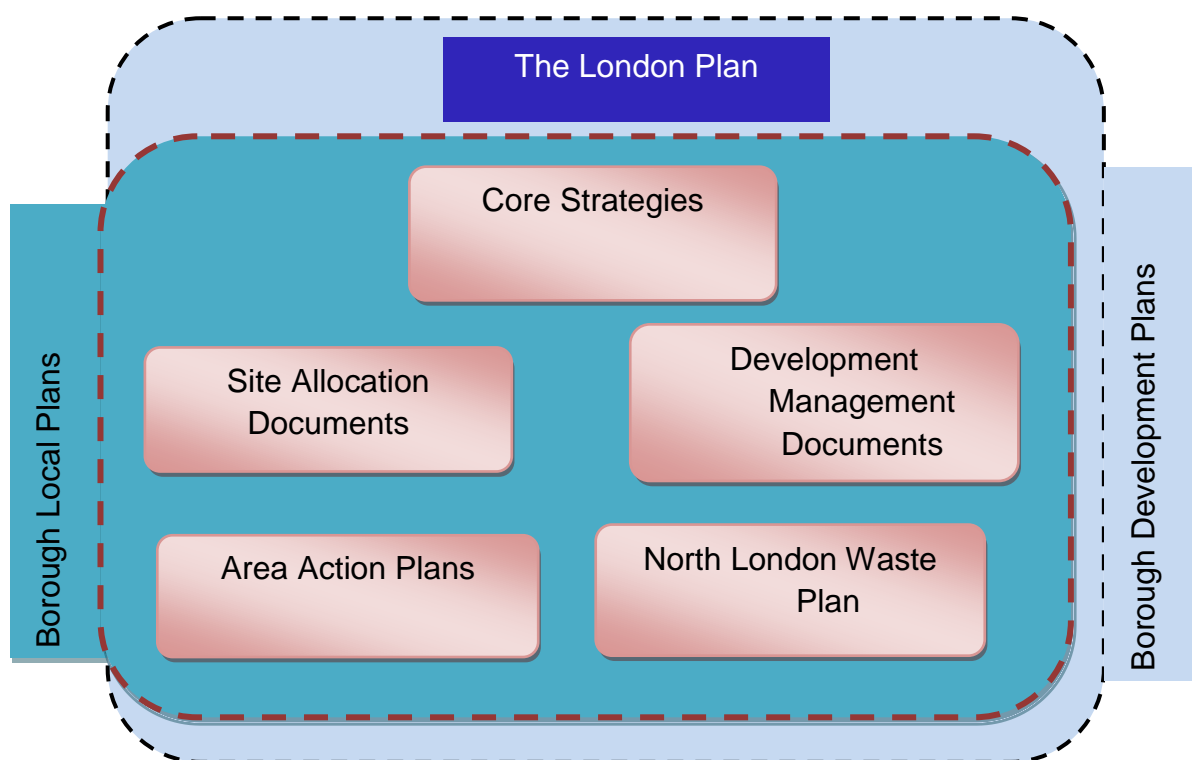 The London Plan
Core Strategies
Site Allocation
Documents
Development
Management
Documents
Area Action Plans
North London Waste
Plan
Borough Local Plans
Borough Development Plans